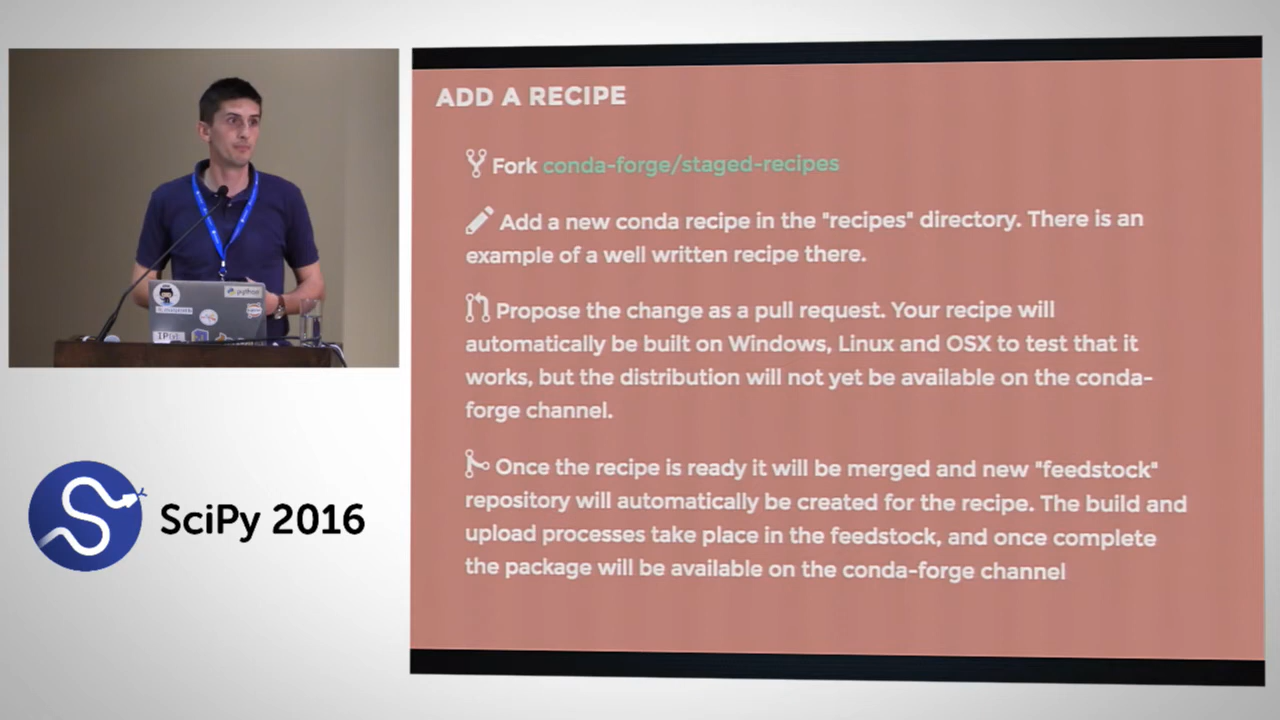 ADD A RECIPE
Fork conda-forge/staged-recipes
Add a new conda recipe in the "recipes" directory. There is an
example of a well written recipe there.
Propose the change as a pull request. Your recipe will
automatically be built on Windows, Linux and OSX to test that it
works, but the distribution will not yet be available on the conda-
forge channel.
Once the recipe is ready it will be merged and new "feedstock"
repository will automatically be created for the recipe. The build and
upload processes take place in the feedstock, and once complete
the package will be available on the conda-forge channel
python
SciPy 2016